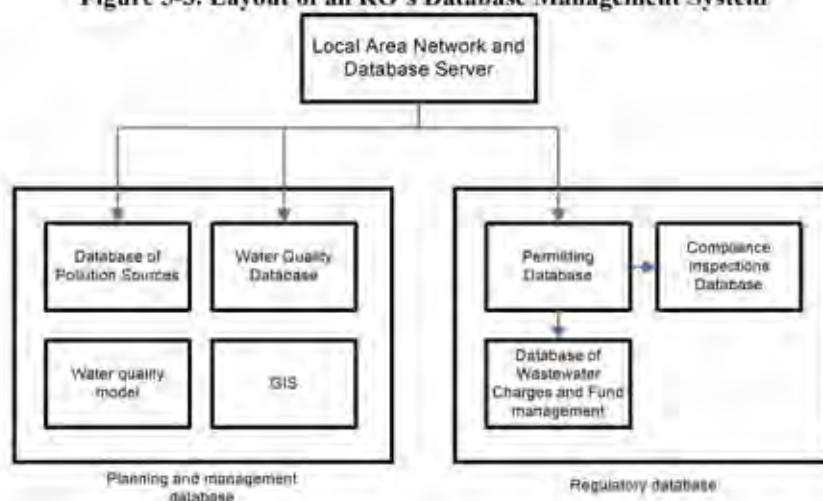 Figure 3-3. Layout of an RO's Database Management System
Local Area Network and
Database Server
Database of
Pollution Sources
Water Quality
Database
Water quality
model
GIS
Planning and management
database
Permitting
Database
Compliance
Inspections
Database
Database of
Wastewater
Charges and Fund
management
Regulatory database